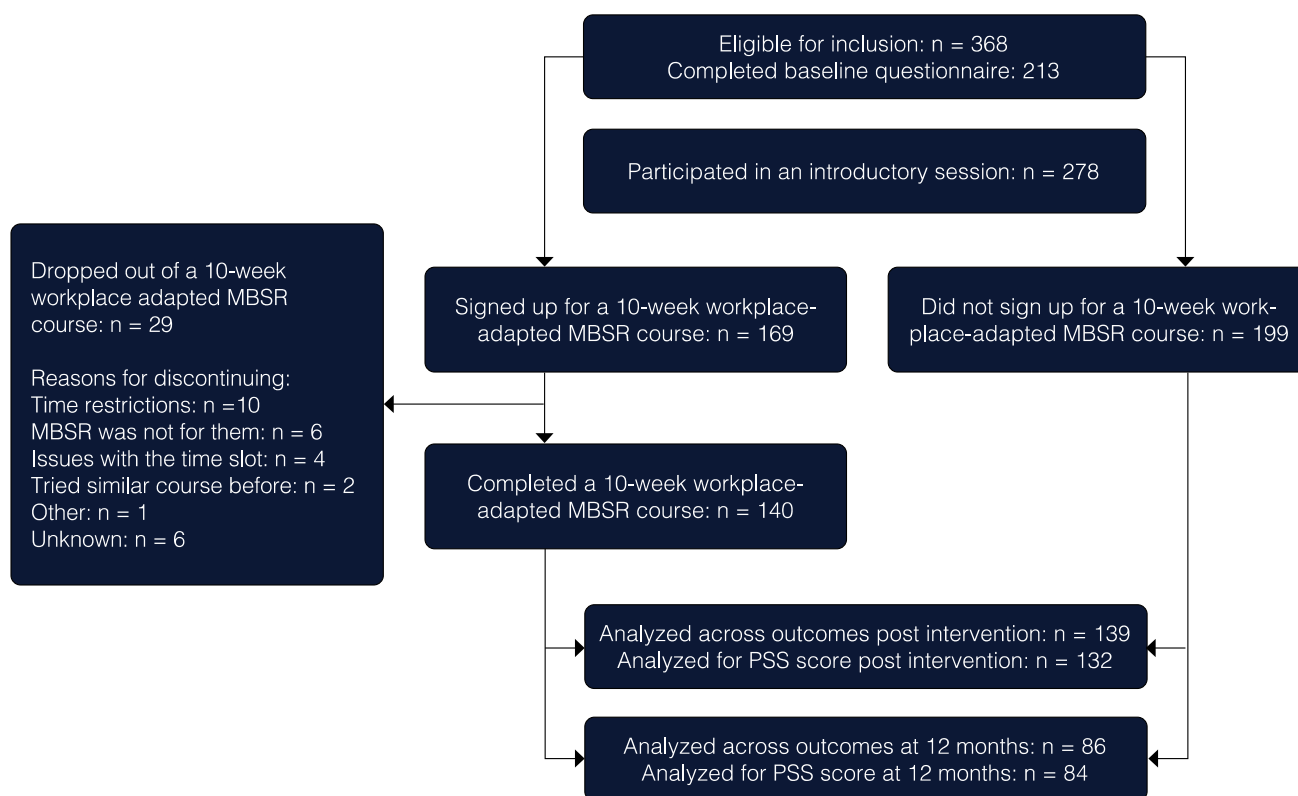 Eligible for inclusion: n = 368
Completed baseline questionnaire: 213
Participated in an introductory session: n = 278
Dropped out of a 10-week
workplace adapted MBSR
course: n = 29
Reasons for discontinuing:
Time restrictions: n =10
MBSR was not for them: n = 6
Issues with the time slot: n = 4
Tried similar course before: n = 2
Other: n = 1
Unknown: n = 6
Signed up for a 10-week workplace-
adapted MBSR course: n = 169
Did not sign up for a 10-week work-
place-adapted MBSR course: n = 199
Completed a 10-week workplace-
adapted MBSR course: n = 140
Analyzed across outcomes post intervention: n = 139
Analyzed for PSS score post intervention: n = 132
Analyzed across outcomes at 12 months: n = 86
Analyzed for PSS score at 12 months: n = 84